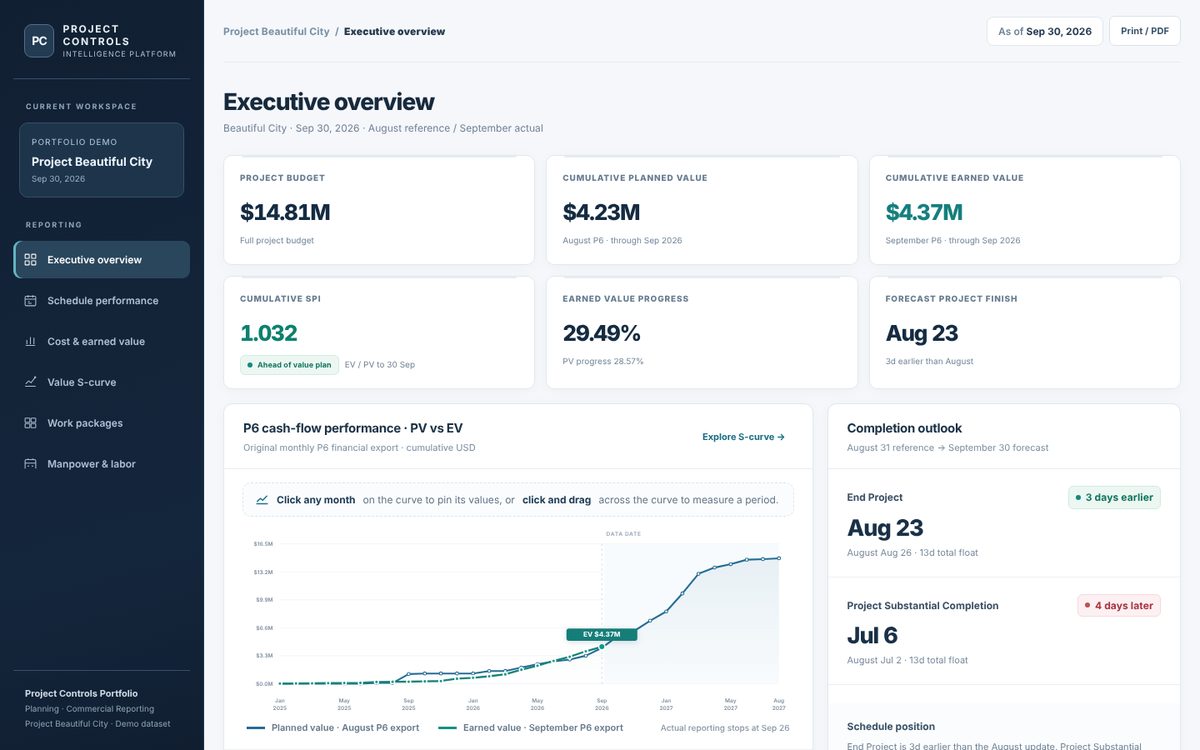 PC
PROJECT
CONTROLS
INTELLIGENCE PLATFORM
CURRENT WORKSPACE
PORTFOLIO DEMO
Project Beautiful City
Sep 30, 2026
REPORTING
Executive overview
Schedule performance
Cost & earned value
Value S-curve
Work packages
Manpower & labor
Project Controls Portfolio
Planning · Commercial Reporting
Project Beautiful City · Demo dataset
Project Beautiful City / Executive overview
As of Sep 30, 2026
Print / PDF
Executive overview
Beautiful City · Sep 30, 2026 · August reference / September actual
PROJECT BUDGET
$14.81M
Full project budget
CUMULATIVE PLANNED VALUE
$4.23M
August P6 · through Sep 2026
CUMULATIVE EARNED VALUE
$4.37M
September P6 · through Sep 2026
CUMULATIVE SPI
1.032
Ahead of value plan EV / PV to 30 Sep
EARNED VALUE PROGRESS
29.49%
PV progress 28.57%
FORECAST PROJECT FINISH
Aug 23
3d earlier than August
P6 cash-flow performance · PV vs EV
Original monthly P6 financial export · cumulative USD
Explore S-curve →
Click any month on the curve to pin its values, or click and drag across the curve to measure a period.
DATA DATE
$16.5M
$13.2M
$9.9M
$6.6M
$3.3M
$0.0M
EV $4.37M
Jan 2025
May 2025
Sep 2025
Jan 2026
May 2026
Sep 2026
Jan 2027
May 2027
Aug 2027
Planned value · August P6 export
Earned value · September P6 export
Actual reporting stops at Sep 26
Completion outlook
August 31 reference → September 30 forecast
End Project
3 days earlier
Aug 23
August Aug 26 · 13d total float
Project Substantial Completion
4 days later
Jul 6
August Jul 2 · 13d total float
Schedule position
End Project is 3d earlier than the August update. Project Substantial